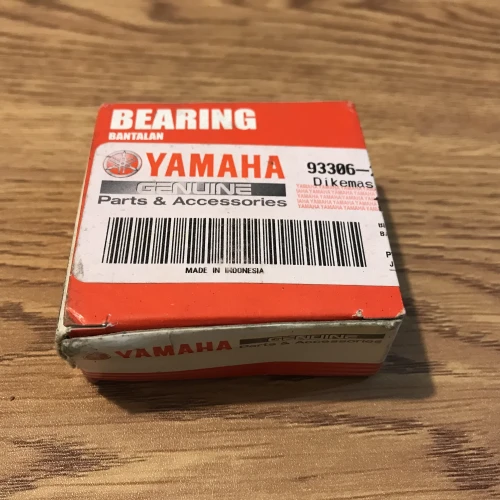 BEARING
BANTALAN
YAMAHA
GENUINE
Parts & Accessories
93306-
Dikemas
MADE IN INDONESIA
YAMAHA
GENUINE
Parts & Accessories